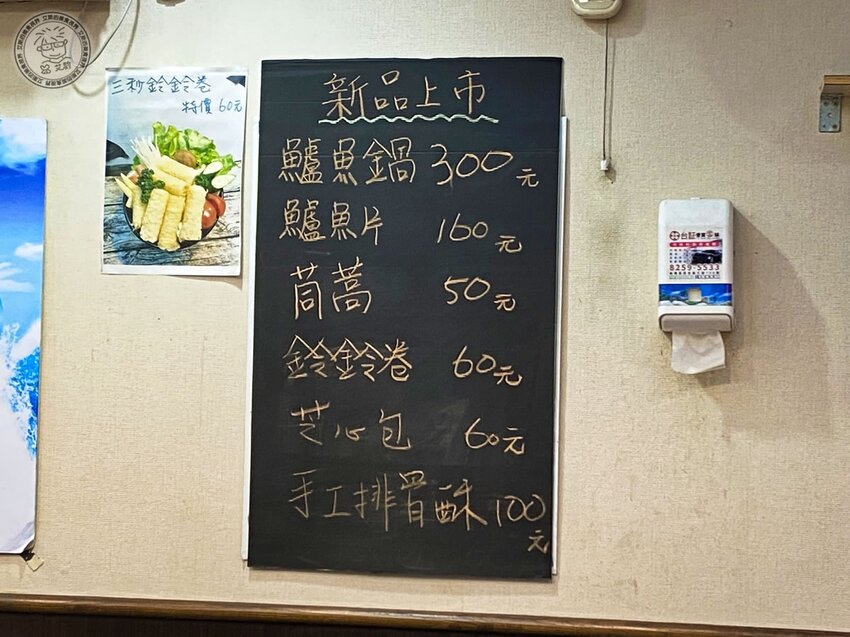 三秒鈴鈴卷
特價 60元
新品上市
鱸魚鍋 300元
鱸魚片 160元
茼蒿 50元
鈴鈴卷 60元
芝心包 60元
手工排骨酥 100元
8259-5533